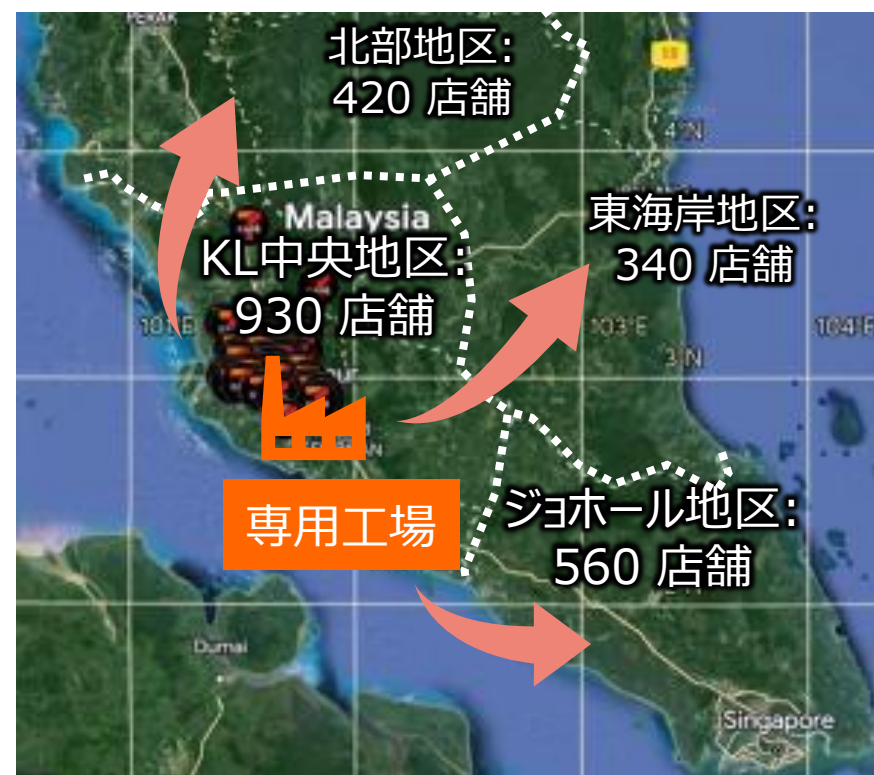 PERAK
北部地区:
420 店舗
4°N
Malaysia
KL中央地区:
930 店舗
東海岸地区:
340 店舗
101°E
103°E
104°E
3°N
専用工場
ジョホール地区:
560 店舗
Dumai
Singapore